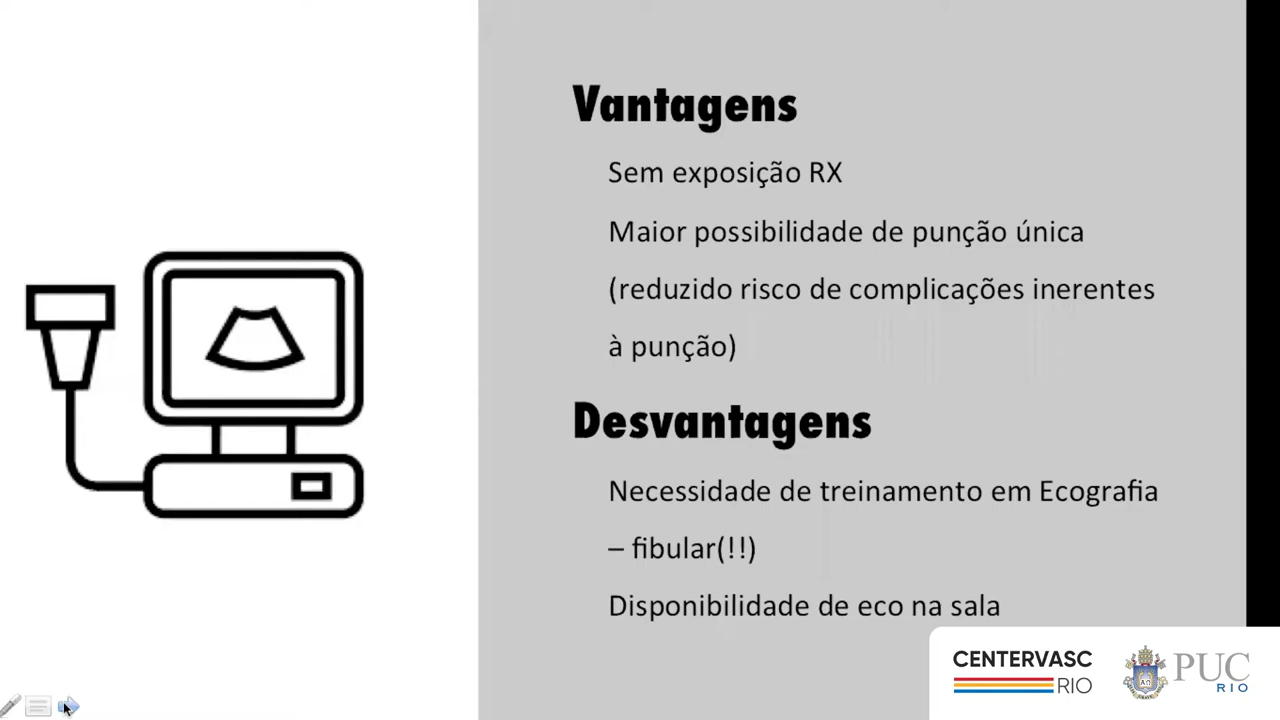 Vantagens
Sem exposição RX
Maior possibilidade de punção única
(reduzido risco de complicações inerentes
à punção)
Desvantagens
Necessidade de treinamento em Ecografia
– fibular(!!)
Disponibilidade de eco na sala
CENTERVASC
RIO
PUC
RIO